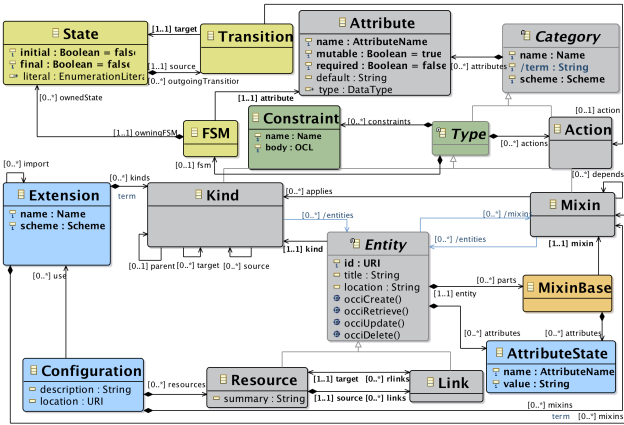 State
initial : Boolean = false
final : Boolean = false
literal : EnumerationLitera
[1..1] target
[1..1] source
[0..*] outgoingTransition
Transition
Attribute
name : AttributeName
mutable : Boolean = true
required : Boolean = false
default : String
type : DataType
[0..*] attributes
Category
name : Name
/term : String
scheme : Scheme
[0..*] ownedState
[1..1] attribute
[1..1] owningFSM
FSM
[0..1] fsm
Constraint
name : Name
body : OCL
[0..*] constraints
Type
[0..*] actions
[0..1] action
Action
[0..*] import
Extension
name : Name
scheme : Scheme
[0..*] kinds
term
Kind
[0..*] applies
[0..*] depends
Mixin
[0..*] /entities
[0..*] /mixin
[0..*] /entities
[1..1] kind
[1..1] mixin
[0..1] parent
[0..*] target
[0..*] source
Entity
id : URI
title : String
location : String
occiCreate()
occiRetrieve()
occiUpdate()
occiDelete()
[0..*] use
[0..*] parts
[1..1] entity
MixinBase
[0..*] attributes
[0..*] attributes
AttributeState
name : AttributeName
value : String
Configuration
description : String
location : URI
[0..*] resources
Resource
summary : String
[1..1] target
[0..*] rlinks
[1..1] source
[0..*] links
Link
[0..*] mixins
term
[0..*] mixins